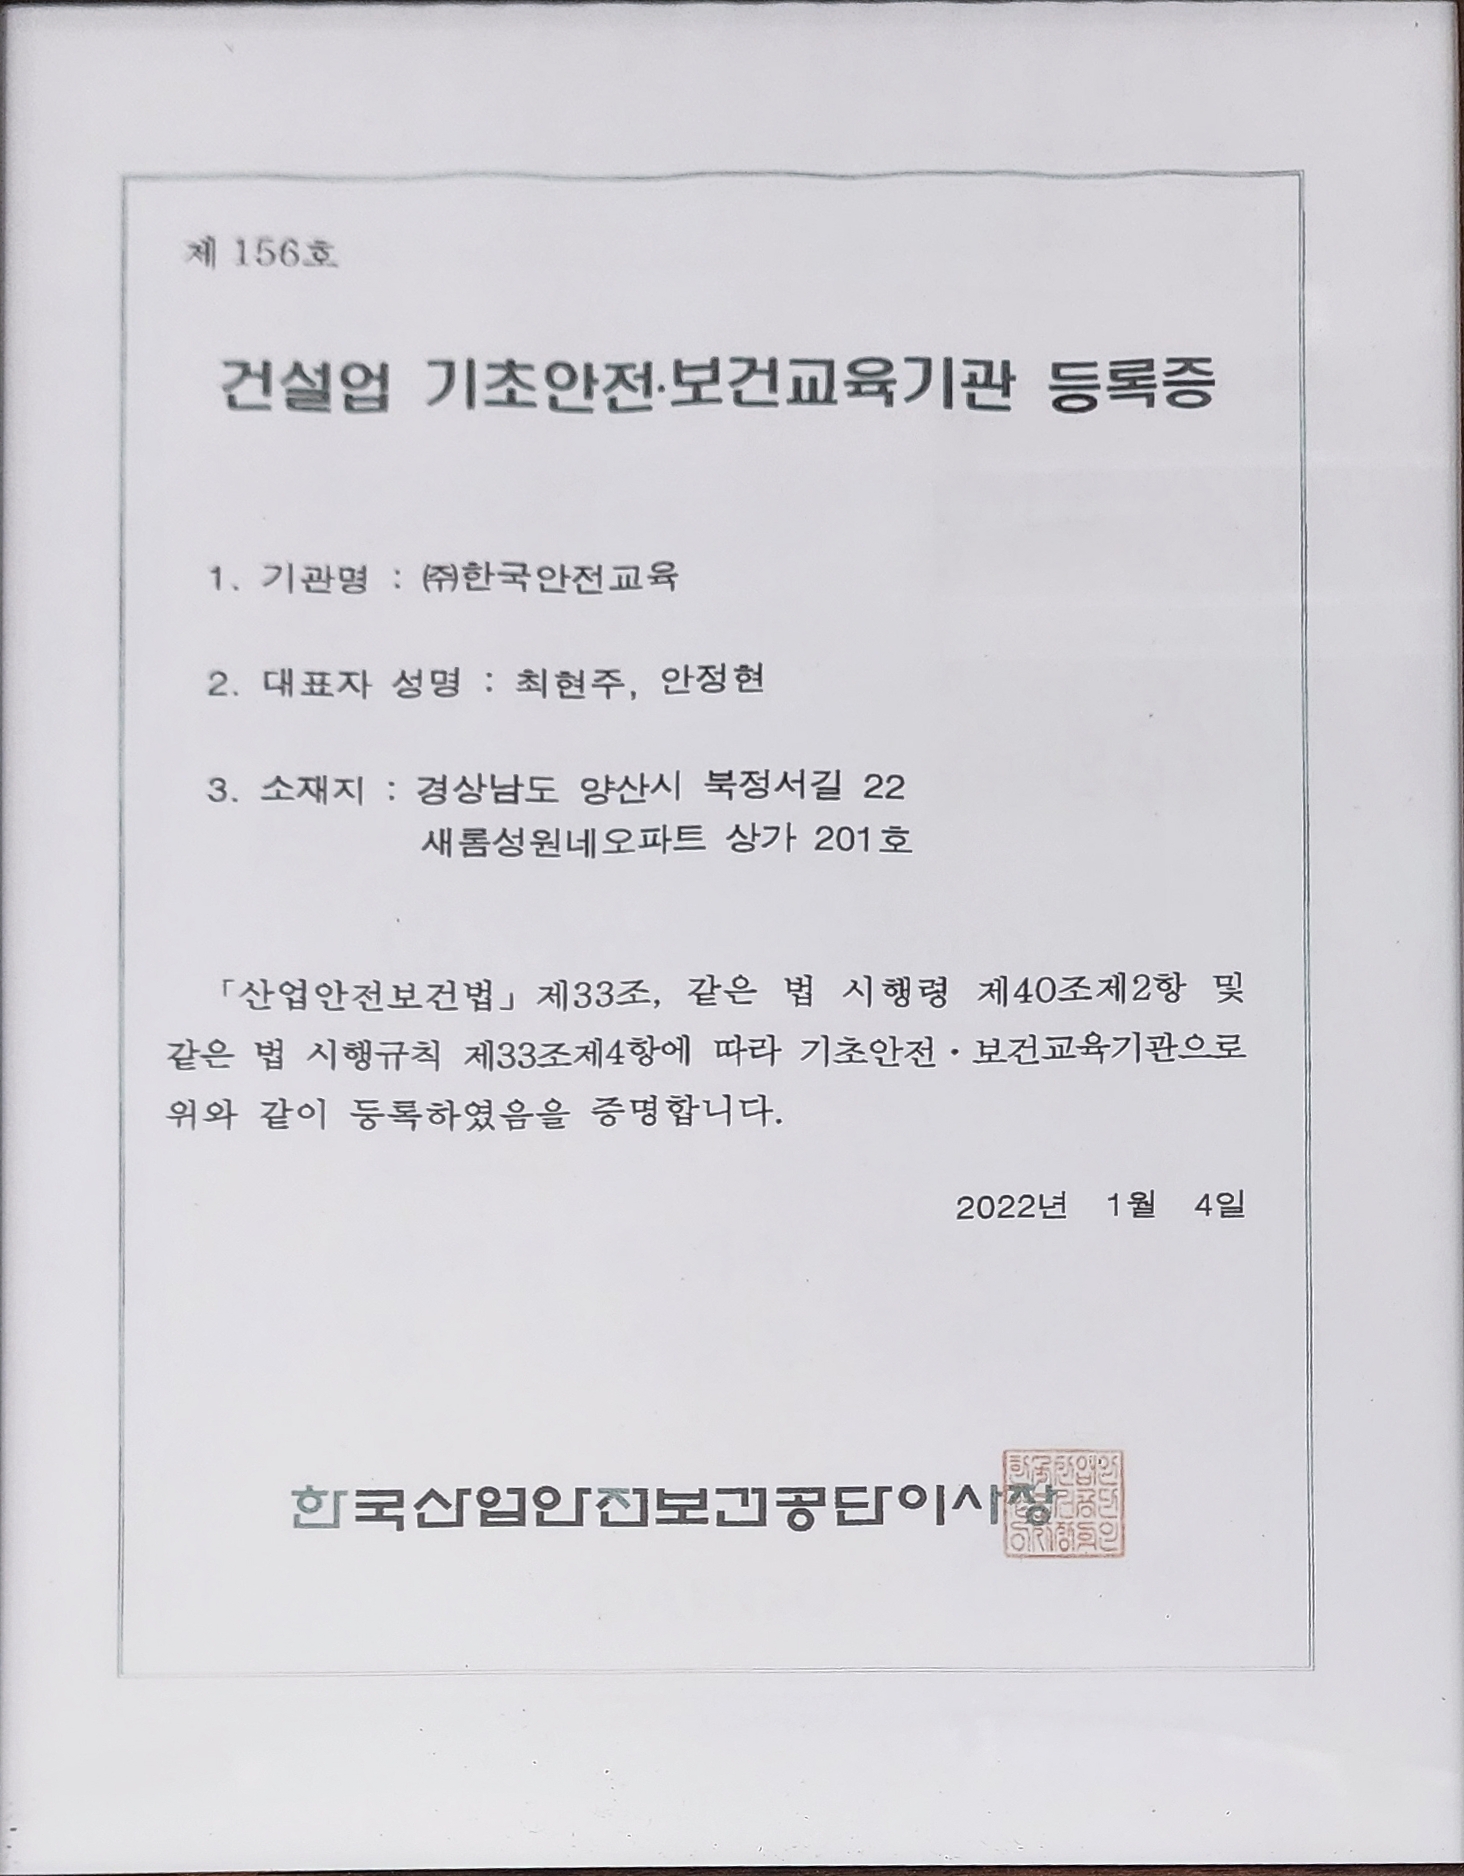 제 156호
건설업 기초안전·보건교육기관 등록증
1. 기관명 : ㈜한국안전교육
2. 대표자 성명 : 최현주, 안정현
3. 소재지 : 경상남도 양산시 북정서길 22
새롬성원네오파트 상가 201호
「산업안전보건법」 제33조, 같은 법 시행령 제40조제2항 및
같은 법 시행규칙 제33조제4항에 따라 기초안전·보건교육기관으로
위와 같이 등록하였음을 증명합니다.
2022년 1월 4일
한국산업안전보건공단이사장